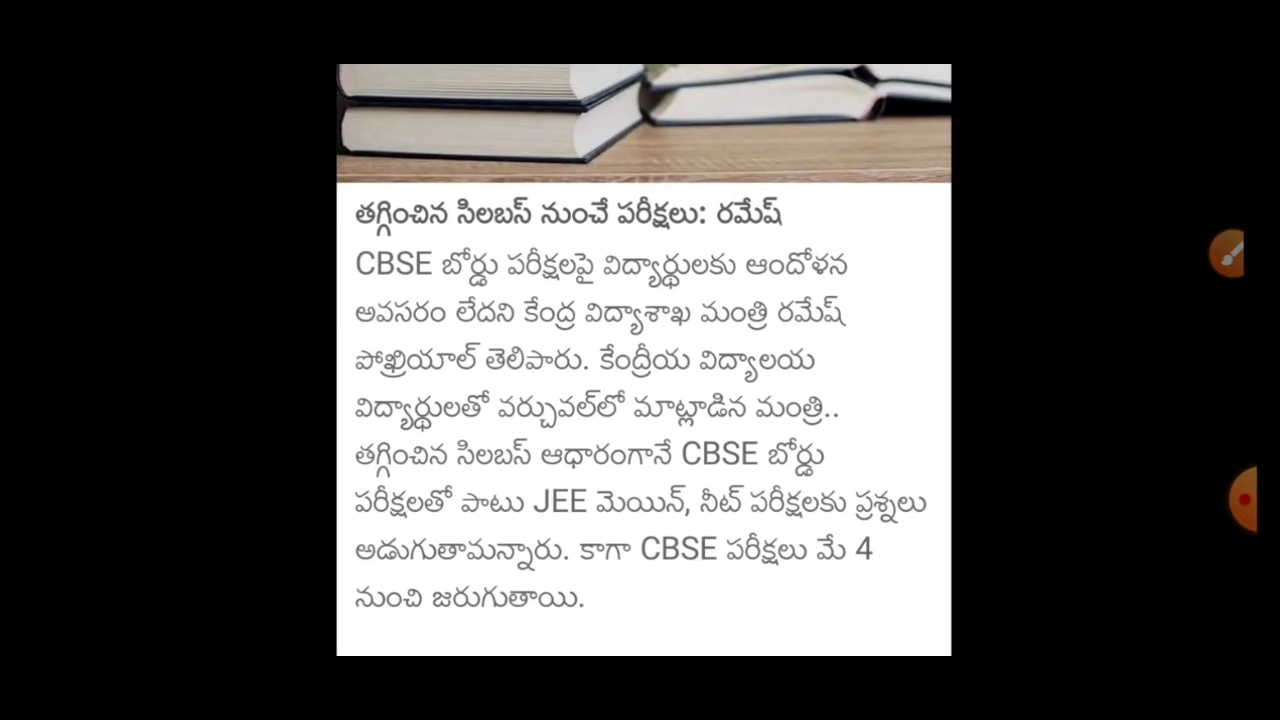 తగ్గించిన సిలబస్ నుంచే పరీక్షలు: రమేష్
CBSE బోర్డు పరీక్షలపై విద్యార్థులకు ఆందోళన
అవసరం లేదని కేంద్ర విద్యాశాఖ మంత్రి రమేష్
పోఖ్రియాల్ తెలిపారు. కేంద్రీయ విద్యాలయ
విద్యార్థులతో వర్చువల్‌లో మాట్లాడిన మంత్రి..
తగ్గించిన సిలబస్ ఆధారంగానే CBSE బోర్డు
పరీక్షలతో పాటు JEE మెయిన్, నీట్ పరీక్షలకు ప్రశ్నలు
అడుగుతామన్నారు. కాగా CBSE పరీక్షలు మే 4
నుంచి జరుగుతాయి.